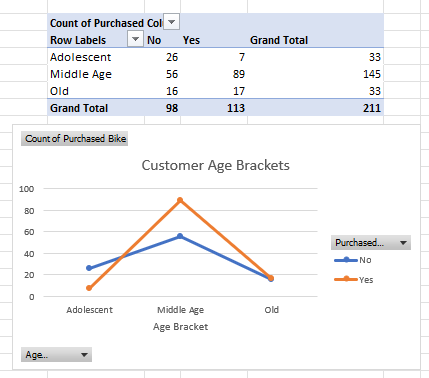 Count of Purchased Col
Row Labels No Yes Grand Total
Adolescent 26 7 33
Middle Age 56 89 145
Old 16 17 33
Grand Total 98 113 211
Count of Purchased Bike
Customer Age Brackets
100
80
60
40
20
0
Adolescent Middle Age Old
Age Bracket
Purchased...
No
Yes
Age...